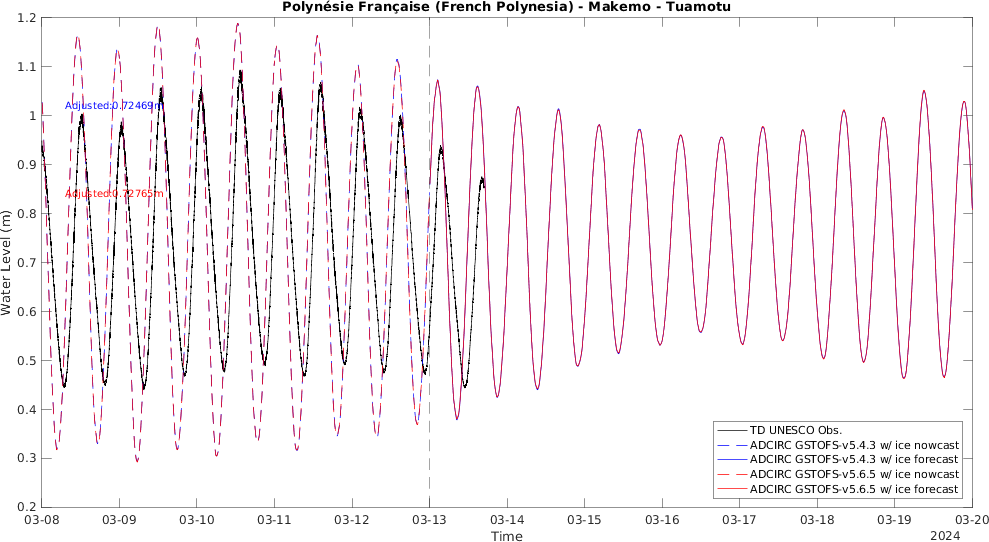 Polynésie Française (French Polynesia) - Makemo - Tuamotu
1.2
1.1
1
0.9
0.8
0.7
0.6
0.5
0.4
0.3
0.2
Water Level (m)
Adjusted:0.72469m
Adjusted:0.72765m
TD UNESCO Obs.
ADCIRC GSTOFS-v5.4.3 w/ ice nowcast
ADCIRC GSTOFS-v5.4.3 w/ ice forecast
ADCIRC GSTOFS-v5.6.5 w/ ice nowcast
ADCIRC GSTOFS-v5.6.5 w/ ice forecast
03-08 03-09 03-10 03-11 03-12 03-13 03-14 03-15 03-16 03-17 03-18 03-19 03-20
Time
2024